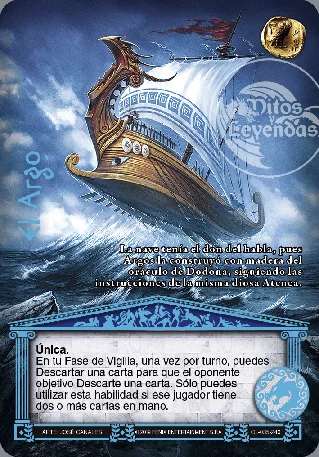 Mitos y
Leyendas
El Argo
La nave tenía el don del habla, pues
Argos la construyó con madera del
oráculo de Dodona, siguiendo las
instrucciones de la misma diosa Atenea.
Única.
En tu Fase de Vigilia, una vez por turno, puedes
Descartar una carta para que el oponente
objetivo Descarte una carta. Sólo puedes
utilizar esta habilidad si ese jugador tiene
dos o más cartas en mano.
ARTE: JOSÉ CANALES